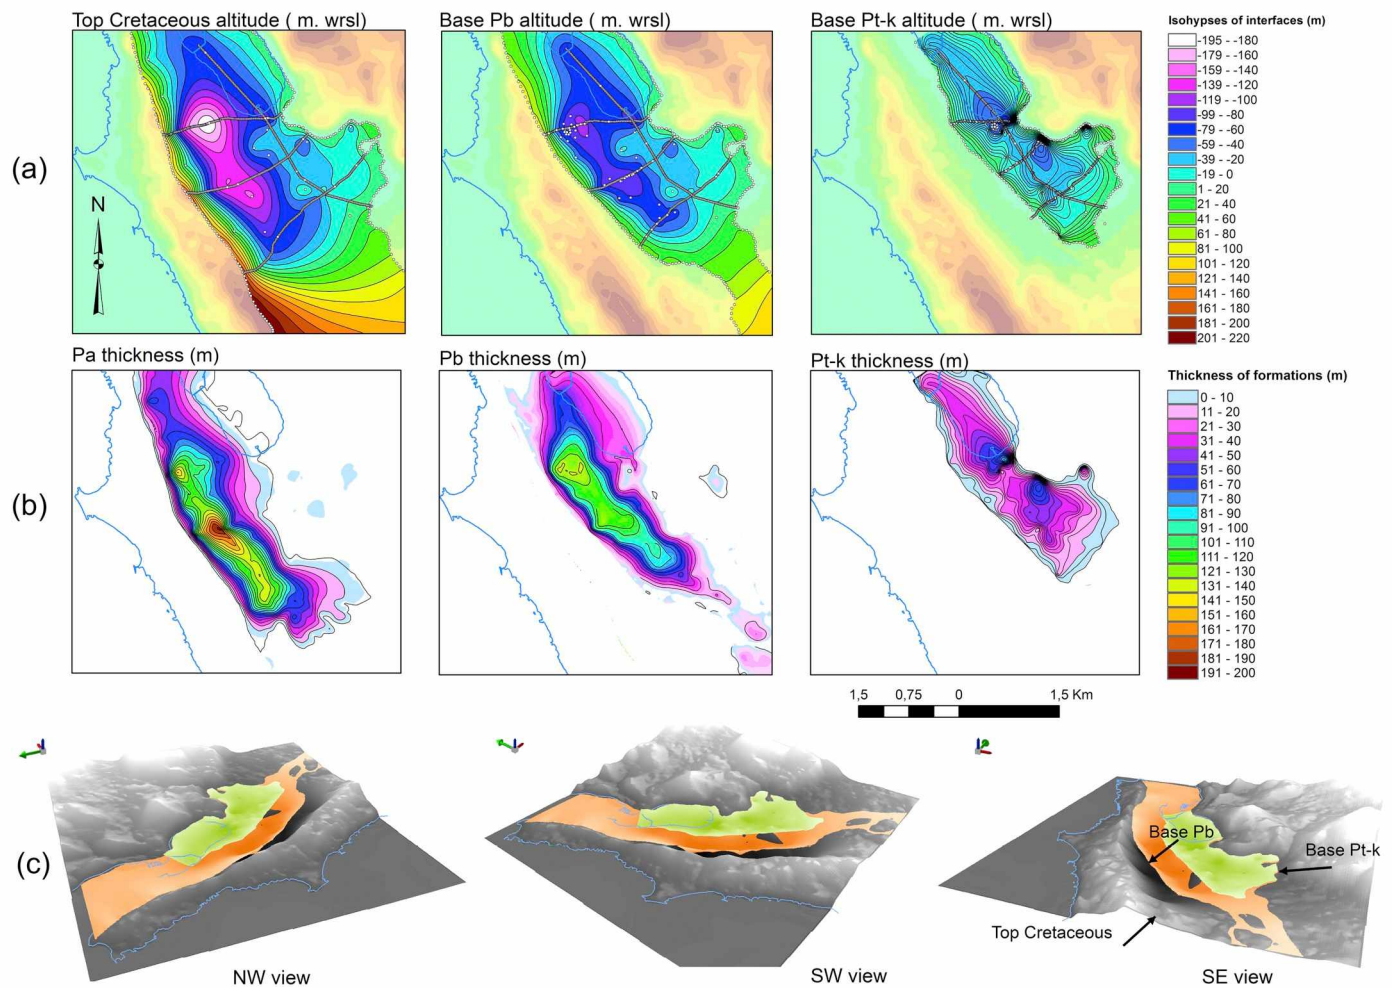 Top Cretaceous altitude ( m. wrsl)
Base Pb altitude ( m. wrsl)
Base Pt-k altitude ( m. wrsl)
Isohypses of interfaces (m)
-195 - -180
-179 - -160
-159 - -140
-139 - -120
-119 - -100
-99 - -80
-79 - -60
-59 - -40
-39 - -20
-19 - 0
1 - 20
21 - 40
41 - 60
61 - 80
81 - 100
101 - 120
121 - 140
141 - 160
161 - 180
181 - 200
201 - 220
(a)
N
Pa thickness (m)
Pb thickness (m)
Pt-k thickness (m)
Thickness of formations (m)
0 - 10
11 - 20
21 - 30
31 - 40
41 - 50
51 - 60
61 - 70
71 - 80
81 - 90
91 - 100
101 - 110
111 - 120
121 - 130
131 - 140
141 - 150
151 - 160
161 - 170
171 - 180
181 - 190
191 - 200
(b)
1,5 0,75 0 1,5 Km
(c)
Base Pb
Base Pt-k
Top Cretaceous
NW view
SW view
SE view